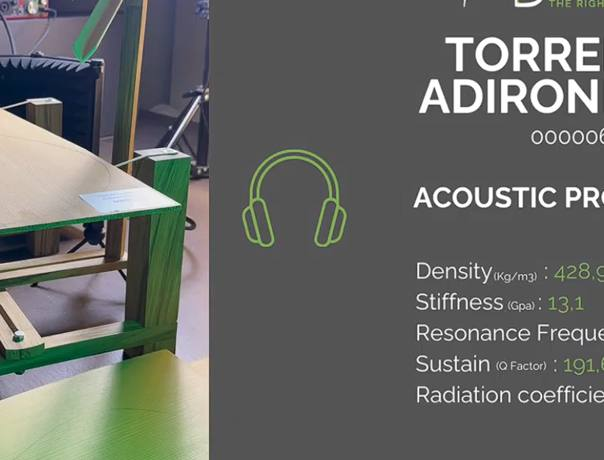 THE RIGH
TORRE
ADIRON
000006
ACOUSTIC PRO
Density(Kg/m3) : 428,9
Stiffness (Gpa) : 13,1
Resonance Freque
Sustain (Q Factor) : 191,6
Radiation coefficie